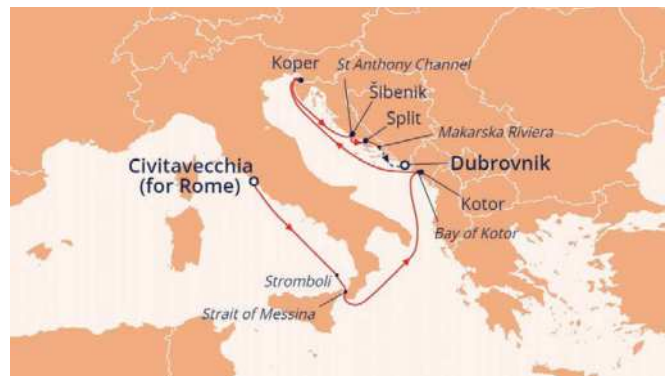 Koper
St Anthony Channel
Šibenik
Split
Makarska Riviera
Civitavecchia
(for Rome)
Dubrovnik
Kotor
Bay of Kotor
Stromboli
Strait of Messina